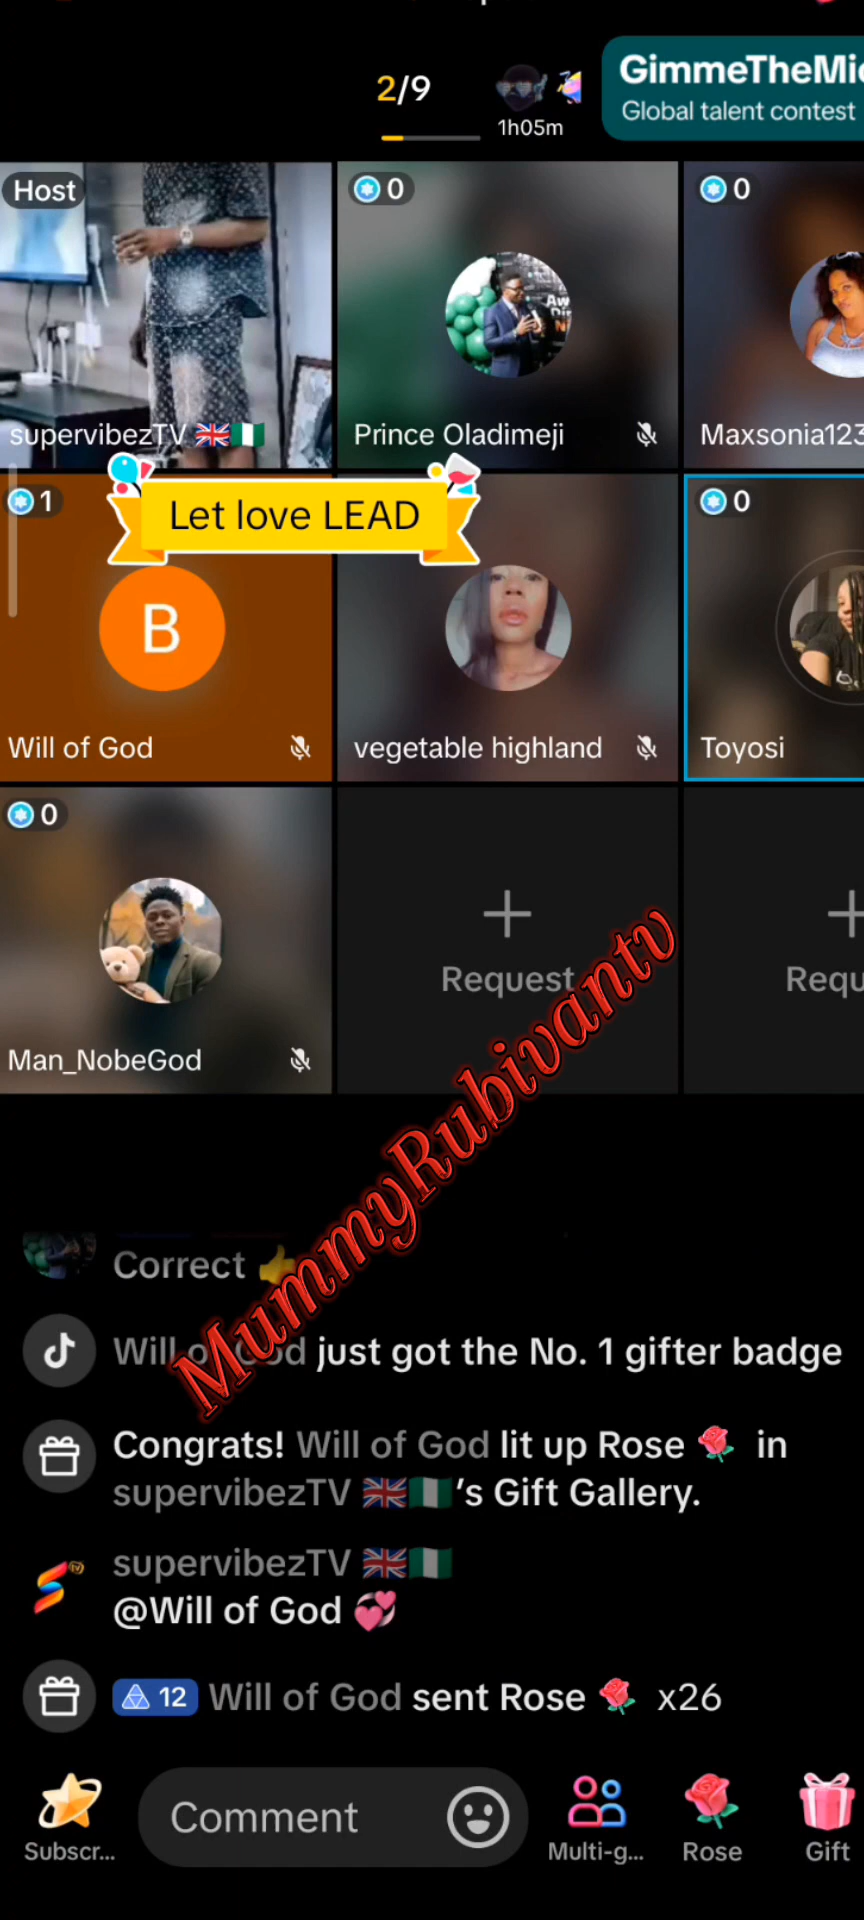 2/9
1h05m
GimmeTheMic
Global talent contest
Host
0
0
supervibezTV 🇬🇧🇳🇬
Prince Oladimeji
Maxsonia123
1
Let love LEAD
0
B
Will of God
vegetable highland
Toyosi
0
Request
Requ
Man_NobeGod
MummyRubivantv
Correct 👍
Will of God just got the No. 1 gifter badge
Congrats! Will of God lit up Rose 🌹 in
supervibezTV 🇬🇧🇳🇬's Gift Gallery.
supervibezTV 🇬🇧🇳🇬
@Will of God 💞
12 Will of God sent Rose 🌹 x26
Comment
Subscr...
Multi-g...
Rose
Gift